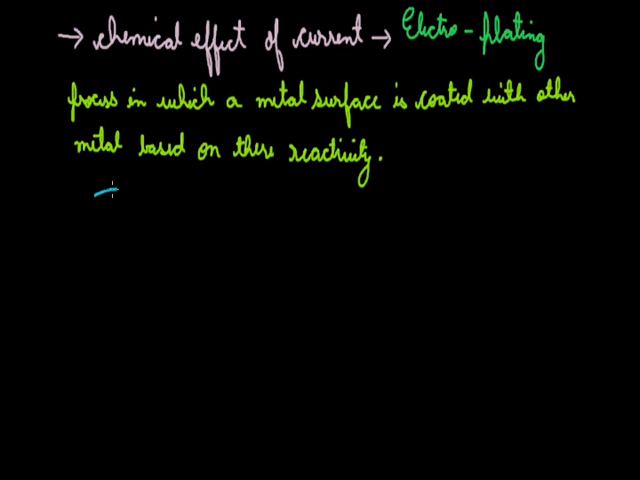 → chemical effect of current → Electro-plating
process in which a metal surface is coated with other
metal based on there reactivity.